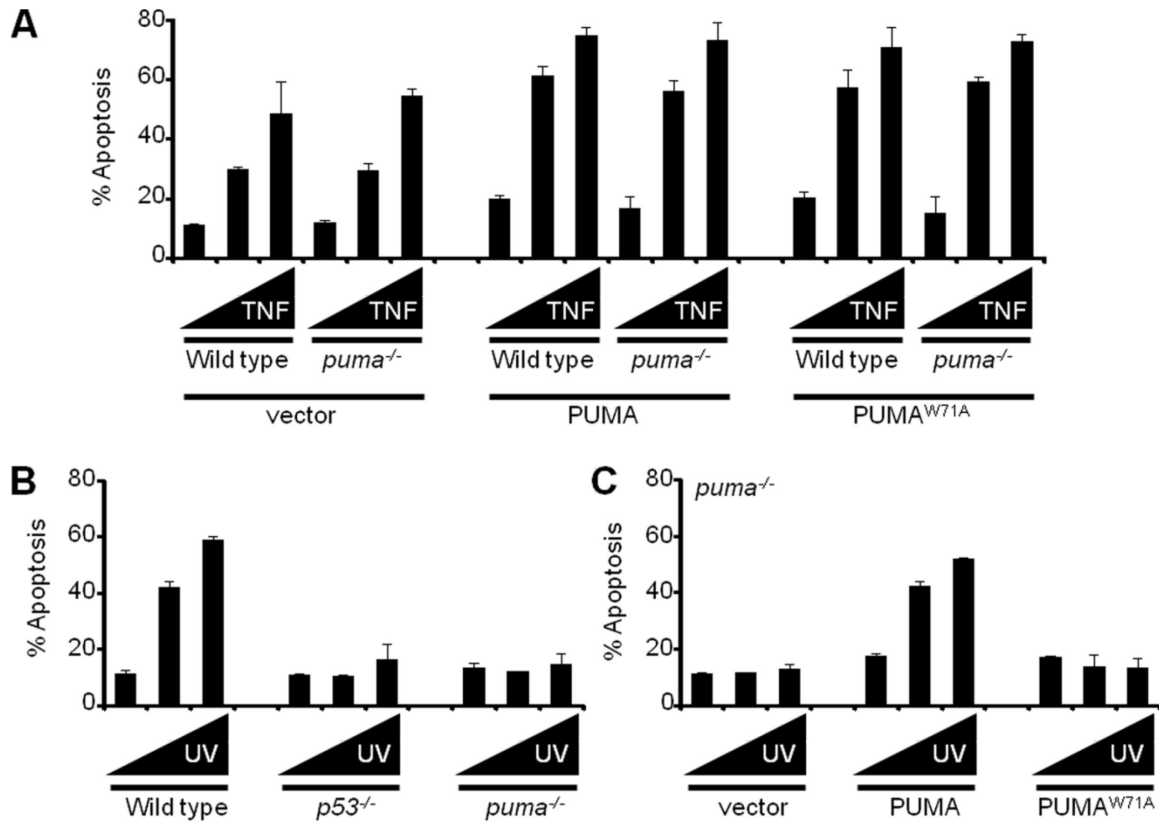 A
% Apoptosis
80
60
40
20
0
TNF TNF TNF TNF TNF TNF
Wild type puma-/- Wild type puma-/- Wild type puma-/-
vector PUMA PUMAW71A
B
% Apoptosis
80
60
40
20
0
UV UV UV
Wild type p53-/- puma-/-
C
puma-/-
% Apoptosis
80
60
40
20
0
UV UV UV
vector PUMA PUMAW71A